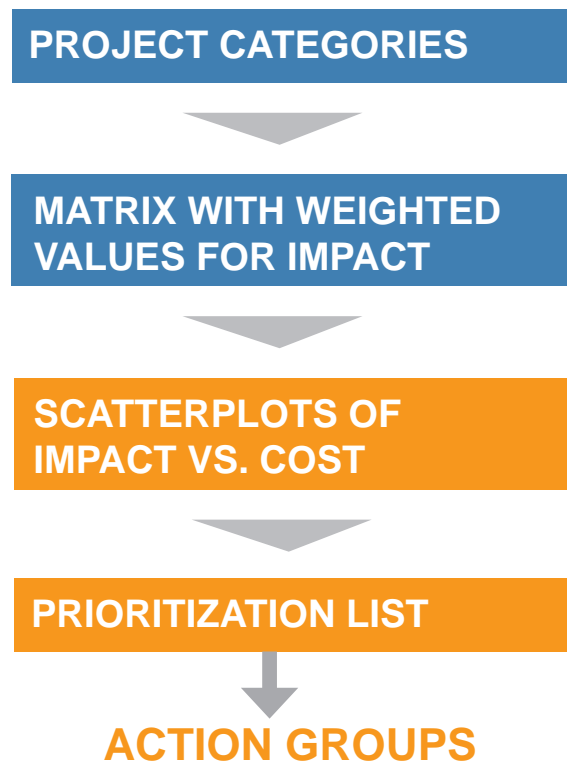 PROJECT CATEGORIES
MATRIX WITH WEIGHTED
VALUES FOR IMPACT
SCATTERPLOTS OF
IMPACT VS. COST
PRIORITIZATION LIST
ACTION GROUPS